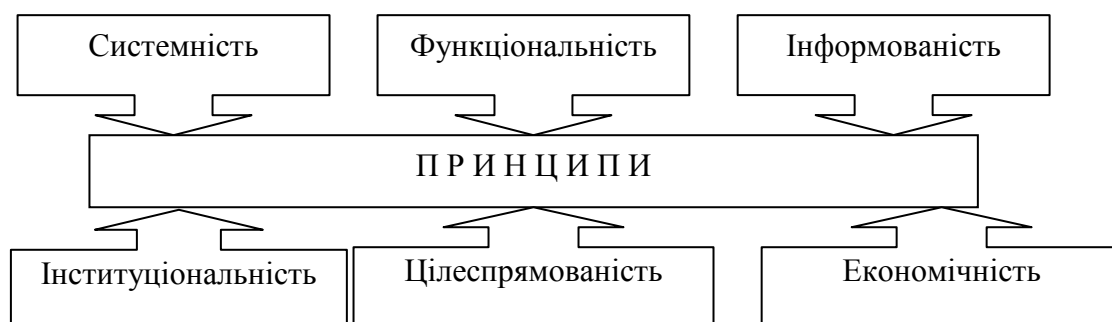 Системність
Функціональність
Інформованість
П Р И Н Ц И П И
Інституціональність
Цілеспрямованість
Економічність